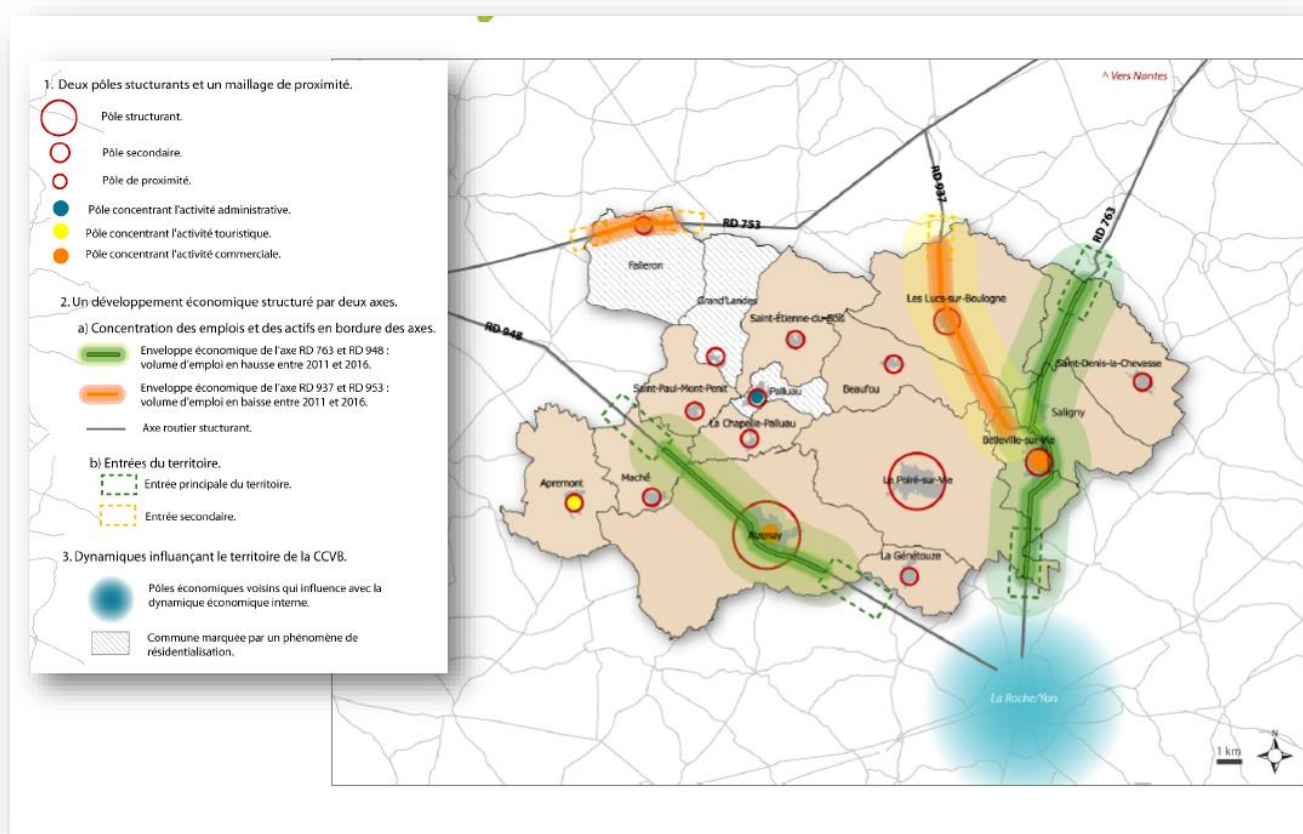 1. Deux pôles stucturants et un maillage de proximité.
Pôle structurant.
Pôle secondaire.
Pôle de proximité.
Pôle concentrant l'activité administrative.
Pôle concentrant l'activité touristique.
Pôle concentrant l'activité commerciale.
2. Un développement économique structuré par deux axes.
a) Concentration des emplois et des actifs en bordure des axes.
Enveloppe économique de l'axe RD 763 et RD 948 :
volume d'emploi en hausse entre 2011 et 2016.
Enveloppe économique de l'axe RD 937 et RD 953 :
volume d'emploi en baisse entre 2011 et 2016.
Axe routier stucturant.
b) Entrées du territoire.
Entrée principale du territoire.
Entrée secondaire.
3. Dynamiques influançant le territoire de la CCVB.
Pôles économiques voisins qui influence avec la
dynamique économique interne.
Commune marquée par un phénomène de
résidentialisation.
^ Vers Nantes
RD 937
RD 763
RD 753
Falleron
Grand'Landes
Les Lucs-sur-Boulogne
Saint-Étienne-du-Bois
RD 948
Saint-Denis-la-Chevasse
Saint-Paul-Mont-Penit
Palluau
Beaufou
Saligny
La Chapelle-Palluau
Belleville-sur-Vie
Apremont
Maché
Le Poiré-sur-Vie
Aizenay
La Génétouze
La Roche/Yon
1 km
N